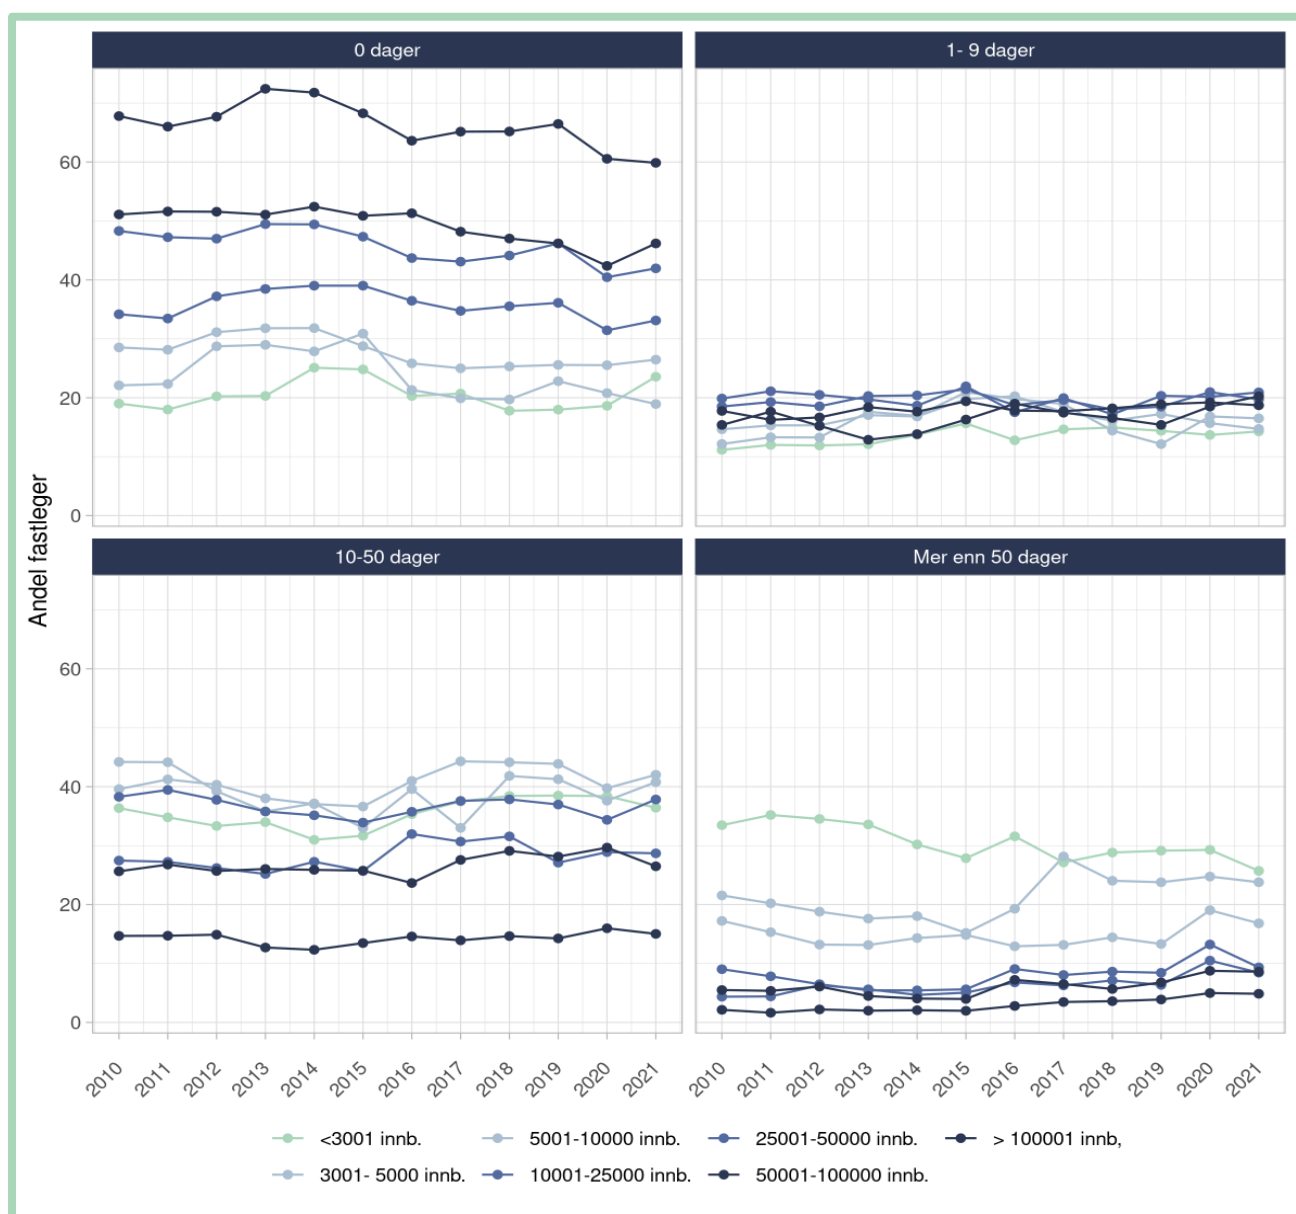 0 dager
1- 9 dager
60
40
20
0
Andel fastleger
10-50 dager
Mer enn 50 dager
60
40
20
0
2010 2011 2012 2013 2014 2015 2016 2017 2018 2019 2020 2021
2010 2011 2012 2013 2014 2015 2016 2017 2018 2019 2020 2021
<3001 innb. 5001-10000 innb. 25001-50000 innb. > 100001 innb,
3001- 5000 innb. 10001-25000 innb. 50001-100000 innb.